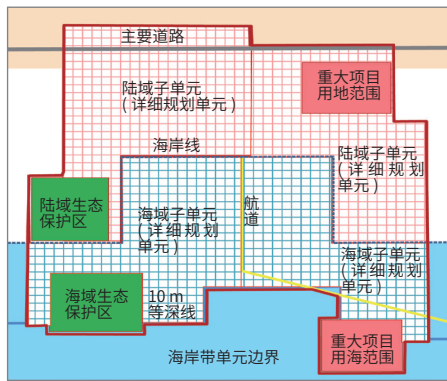 主要道路
陆域子单元
(详细规划单元)
重大项目
用地范围
海岸线
陆域子单元
(详细规划
单元)
陆域生态
保护区
海域子单元
(详细规划
单元)
航
道
海域子单元
(详细规划
单元)
海域生态
保护区
10 m
等深线
重大项目
用海范围
海岸带单元边界